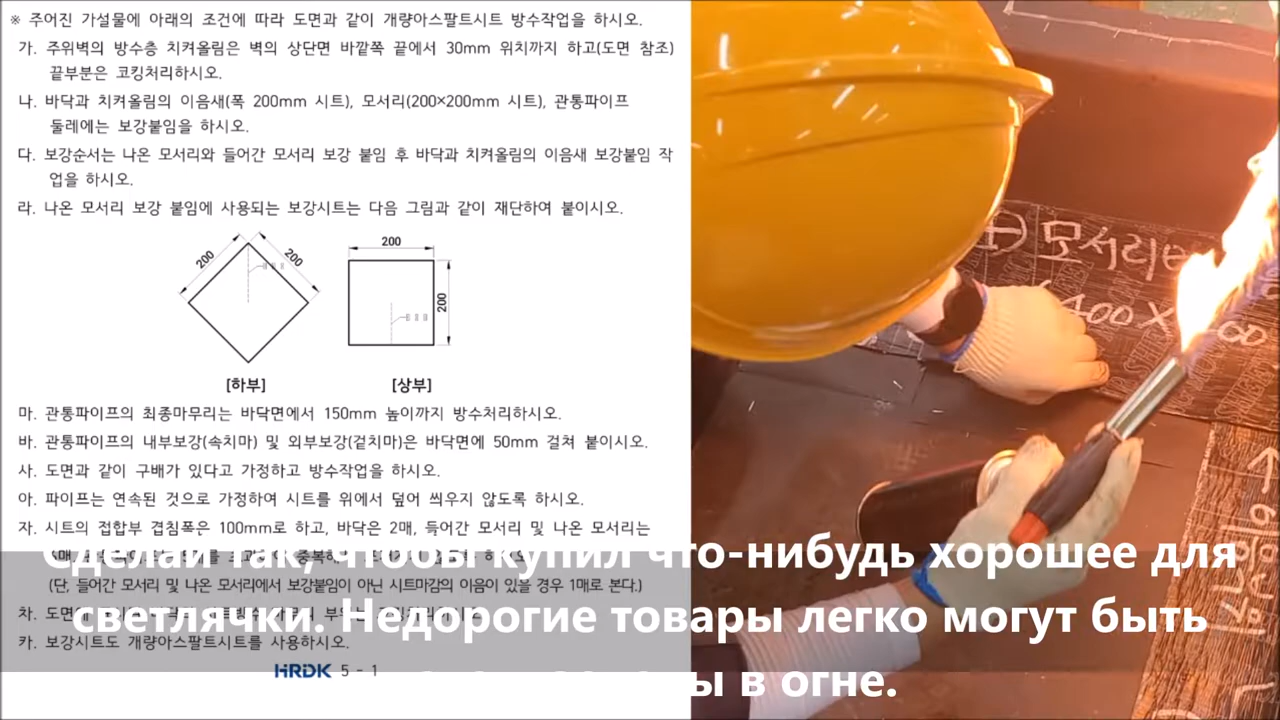 ※ 주어진 가설물에 아래의 조건에 따라 도면과 같이 개량아스팔트시트 방수작업을 하시오.
가. 주위벽의 방수층 치켜올림은 벽의 상단면 바깥쪽 끝에서 30mm 위치까지 하고(도면 참조)
끝부분은 코킹처리하시오.
나. 바닥과 치켜올림의 이음새(폭 200mm 시트), 모서리(200×200mm 시트), 관통파이프
둘레에는 보강붙임을 하시오.
다. 보강순서는 나온 모서리와 들어간 모서리 보강 붙임 후 바닥과 치켜올림의 이음새 보강붙임 작
업을 하시오.
라. 나온 모서리 보강 붙임에 사용되는 보강시트는 다음 그림과 같이 재단하여 붙이시오.
200 200 200
200
[하부] [상부]
마. 관통파이프의 최종마무리는 바닥면에서 150mm 높이까지 방수처리하시오.
바. 관통파이프의 내부보강(속치마) 및 외부보강(겉치마)은 바닥면에 50mm 걸쳐 붙이시오.
사. 도면과 같이 구배가 있다고 가정하고 방수작업을 하시오.
아. 파이프는 연속된 것으로 가정하여 시트를 위에서 덮어 씌우지 않도록 하시오.
자. 시트의 접합부 겹침폭은 100mm로 하고, 바닥은 2매, 들어간 모서리 및 나온 모서리는
(단, 들어간 모서리 및 나온 모서리에서 보강붙임이 아닌 시트마감의 이음이 있을 경우 1매로 본다.)
차.
카. 보강시트도 개량아스팔트시트를 사용하시오.
HRDK 5 - 1
모서리
400×
Сделай так, чтобы купил что-нибудь хорошее для
светлянки. Недорогие товары легко могут быть
в огне.